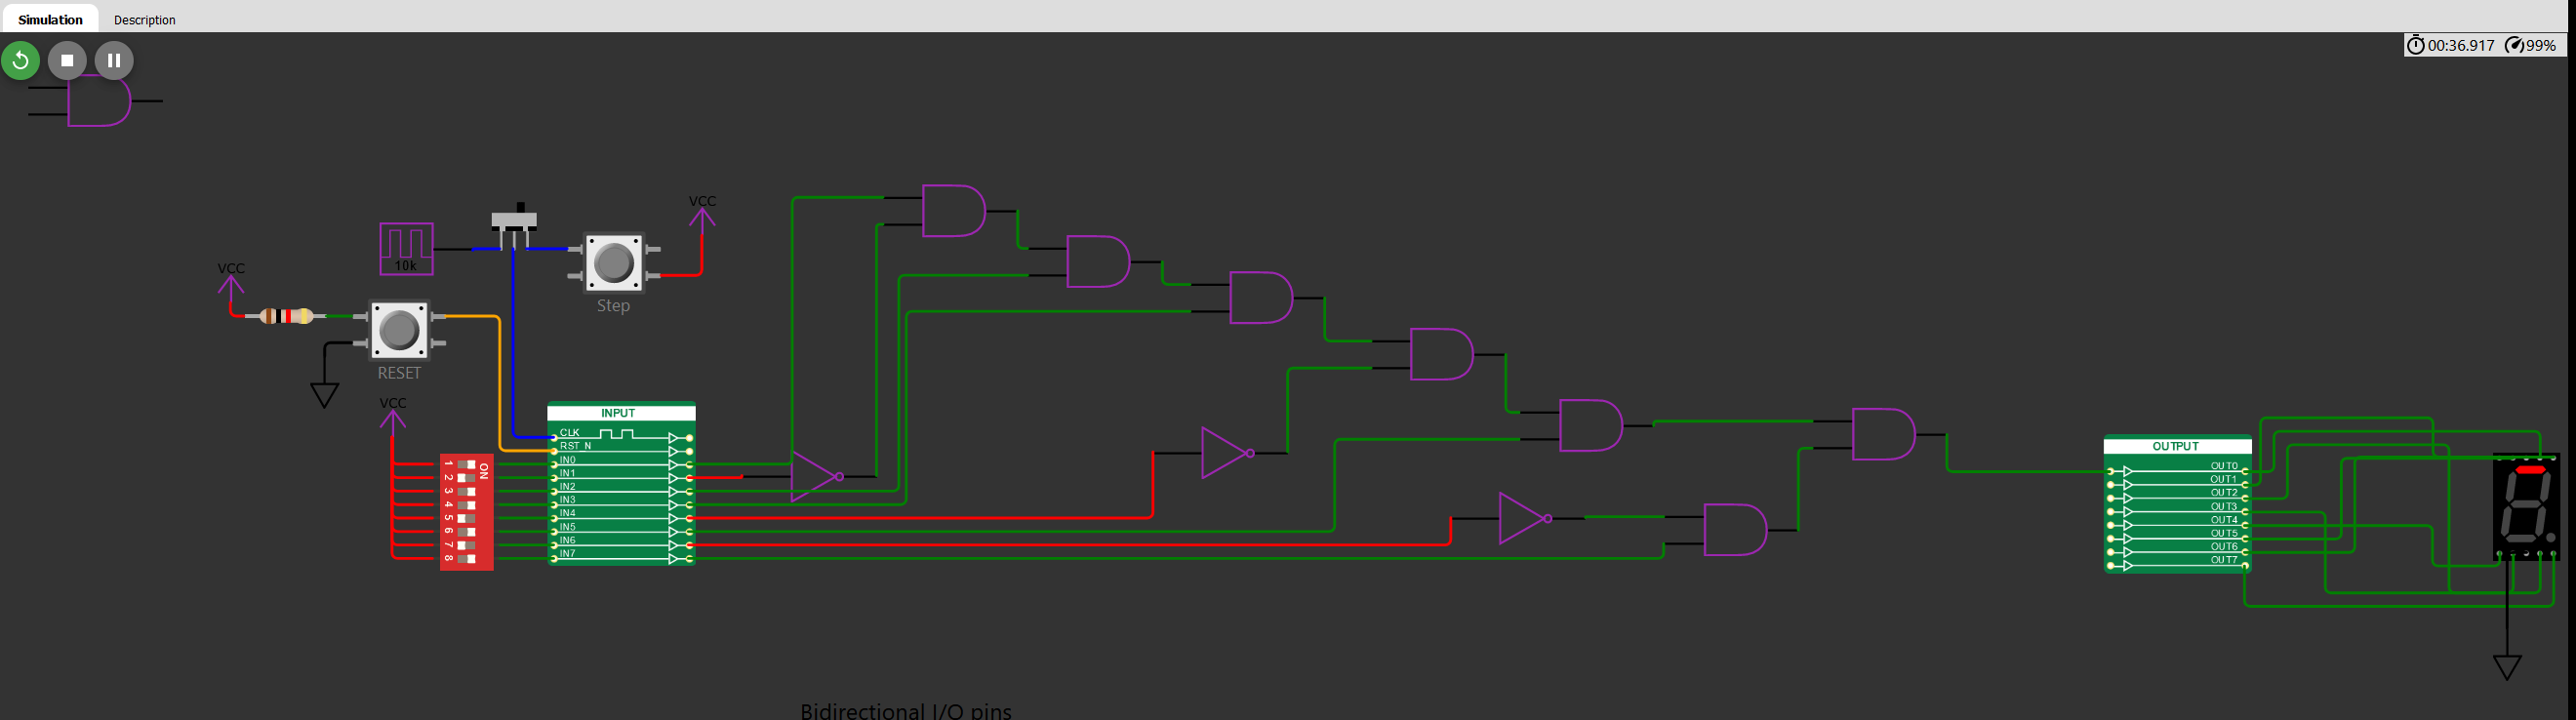 Simulation Description
00:36.917 99%
VCC
10k
VCC
Step
RESET
VCC
INPUT
CLK
RST_N
IN0
IN1
IN2
IN3
IN4
IN5
IN6
IN7
ON
1
2
3
4
5
6
7
8
OUTPUT
OUT0
OUT1
OUT2
OUT3
OUT4
OUT5
OUT6
OUT7
Bidirectional I/O pins